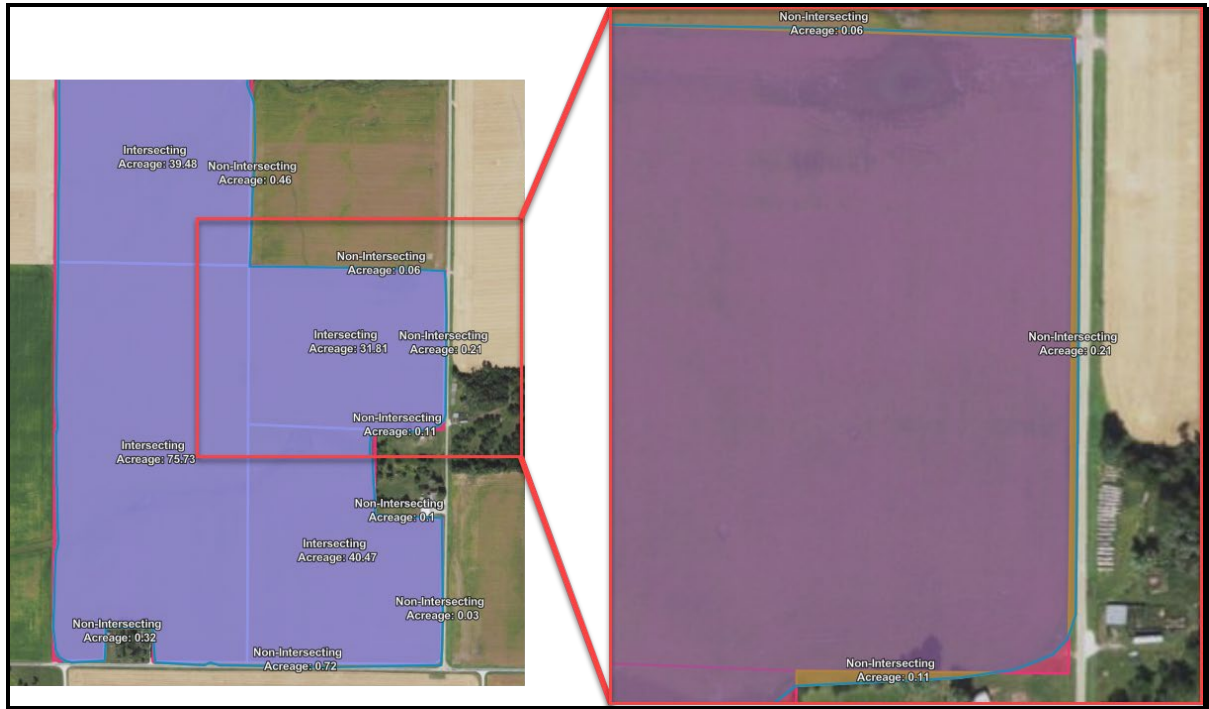 Intersecting
Acreage: 39.48
Non-Intersecting
Acreage: 0.46
Non-Intersecting
Acreage: 0.06
Intersecting
Acreage: 31.81
Non-Intersecting
Acreage: 0.21
Non-Intersecting
Acreage: 0.11
Intersecting
Acreage: 75.73
Non-Intersecting
Acreage: 0.1
Intersecting
Acreage: 40.47
Non-Intersecting
Acreage: 0.03
Non-Intersecting
Acreage: 0.32
Non-Intersecting
Acreage: 0.72
Non-Intersecting
Acreage: 0.06
Non-Intersecting
Acreage: 0.21
Non-Intersecting
Acreage: 0.11